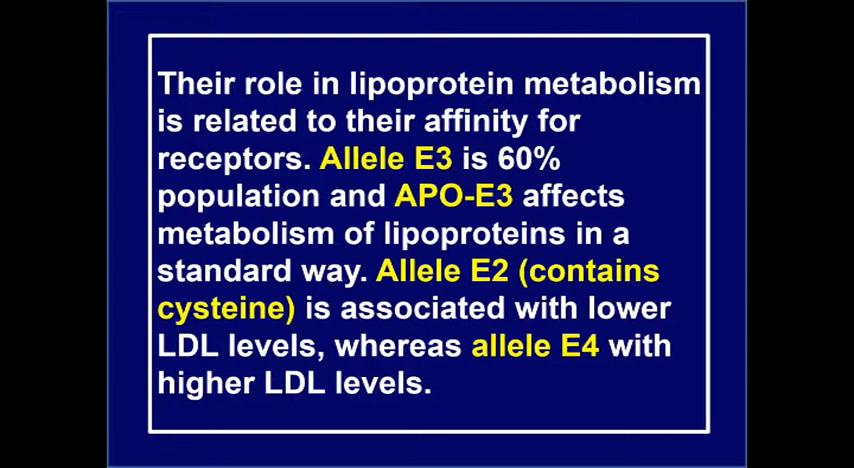 Their role in lipoprotein metabolism
is related to their affinity for
receptors. Allele E3 is 60%
population and APO-E3 affects
metabolism of lipoproteins in a
standard way. Allele E2 (contains
cysteine) is associated with lower
LDL levels, whereas allele E4 with
higher LDL levels.